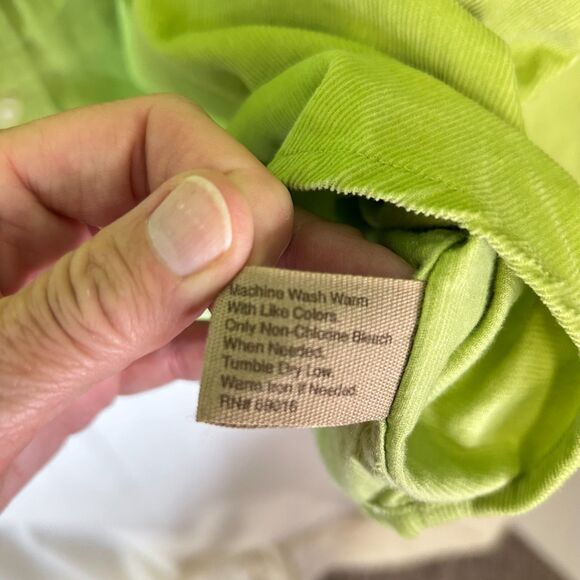 Machine Wash Warm
With Like Colors.
Only Non-Chlorine Bleach
When Needed.
Tumble Dry Low.
Warm Iron if Needed.
RN# 69016